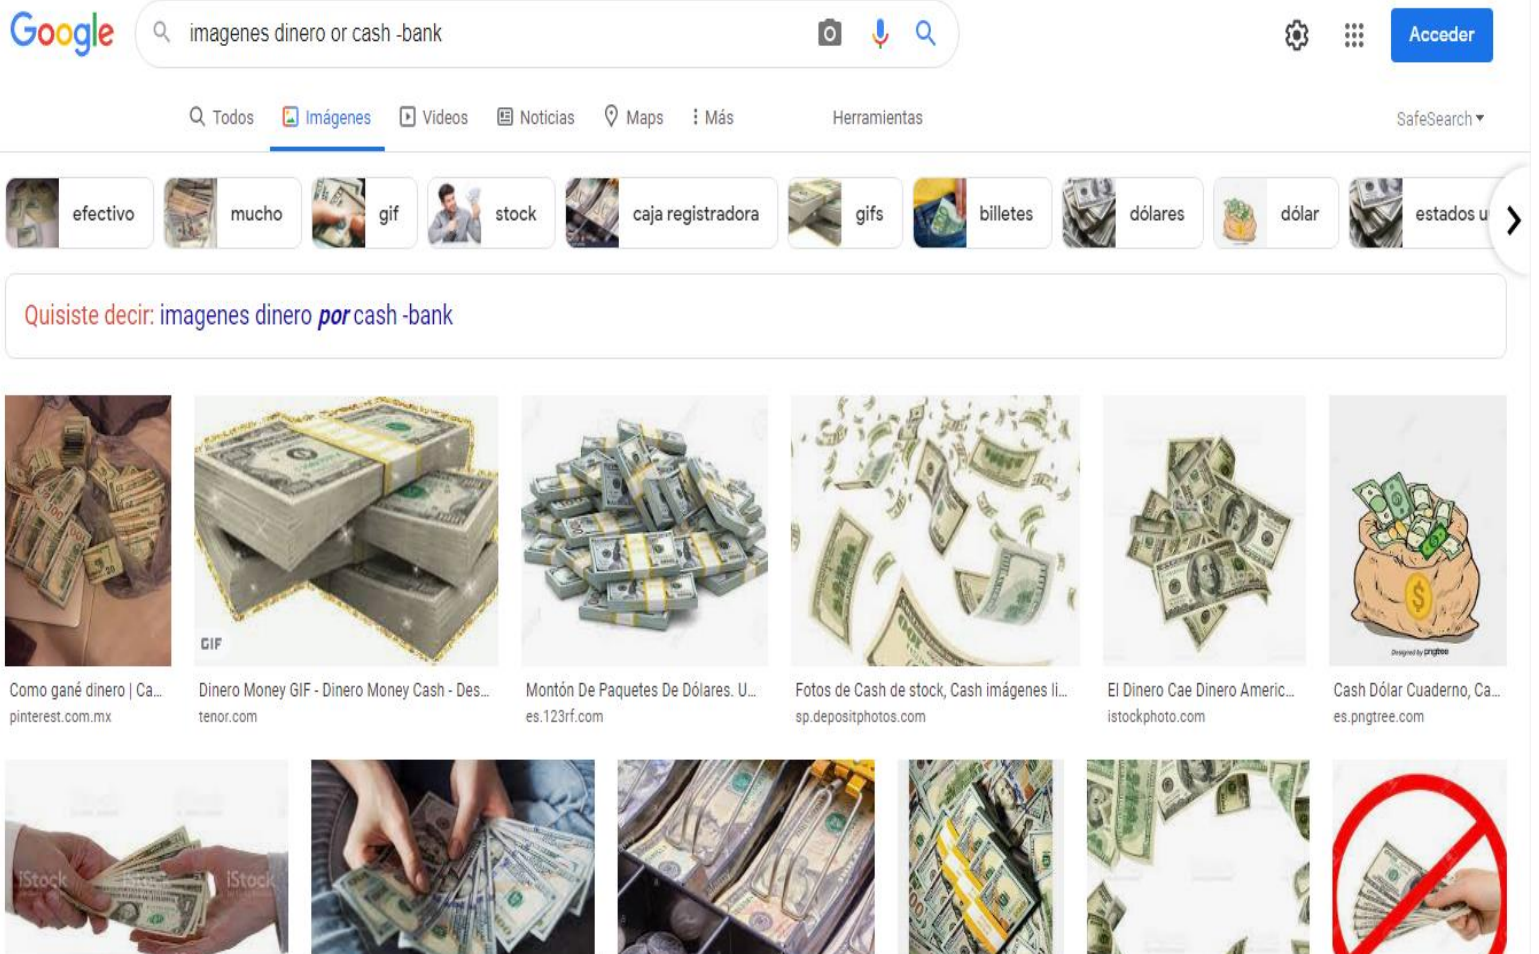 Google
imagenes dinero or cash -bank
Acceder
Todos
Imágenes
Videos
Noticias
Maps
Más
Herramientas
SafeSearch
efectivo
mucho
gif
stock
caja registradora
gifs
billetes
dólares
dólar
estados u
Quisiste decir: imagenes dinero por cash -bank
GIF
Designed by pngtree
Como gané dinero | Ca...
Dinero Money GIF - Dinero Money Cash - Des...
Montón De Paquetes De Dólares. U...
Fotos de Cash de stock, Cash imágenes li...
El Dinero Cae Dinero Americ...
Cash Dólar Cuaderno, Ca...
pinterest.com.mx
tenor.com
es.123rf.com
sp.depositphotos.com
istockphoto.com
es.pngtree.com
iStock
iStock